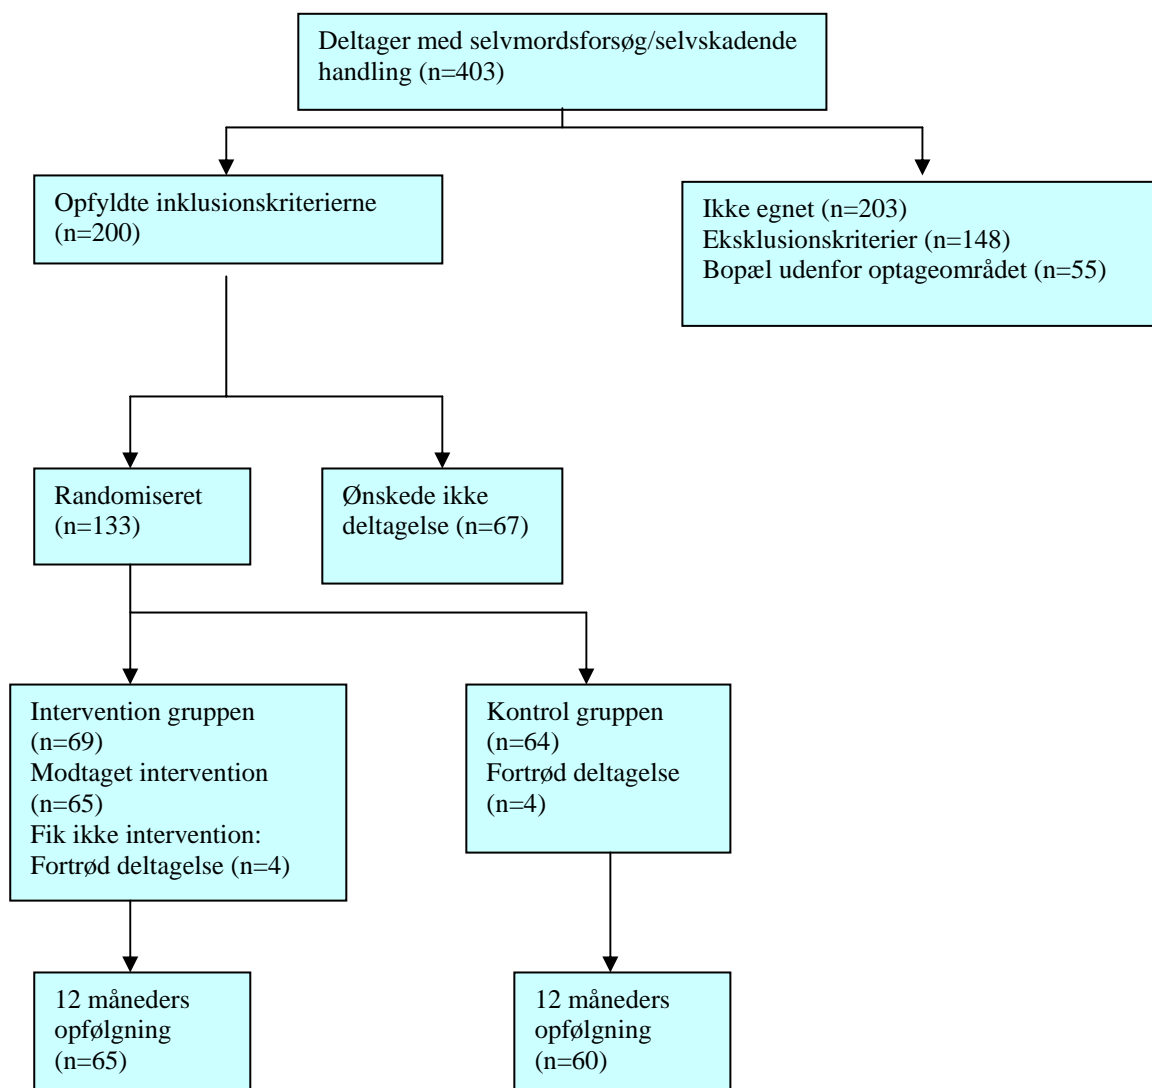 Deltager med selvmordsforsøg/selvskadende
handling (n=403)
Opfyldte inklusionskriterierne
(n=200)
Ikke egnet (n=203)
Eksklusionskriterier (n=148)
Bopæl udenfor optageområdet (n=55)
Randomiseret
(n=133)
Ønskede ikke
deltagelse (n=67)
Intervention gruppen
(n=69)
Modtaget intervention
(n=65)
Fik ikke intervention:
Fortrød deltagelse (n=4)
Kontrol gruppen
(n=64)
Fortrød deltagelse
(n=4)
12 måneders
opfølgning
(n=65)
12 måneders
opfølgning
(n=60)